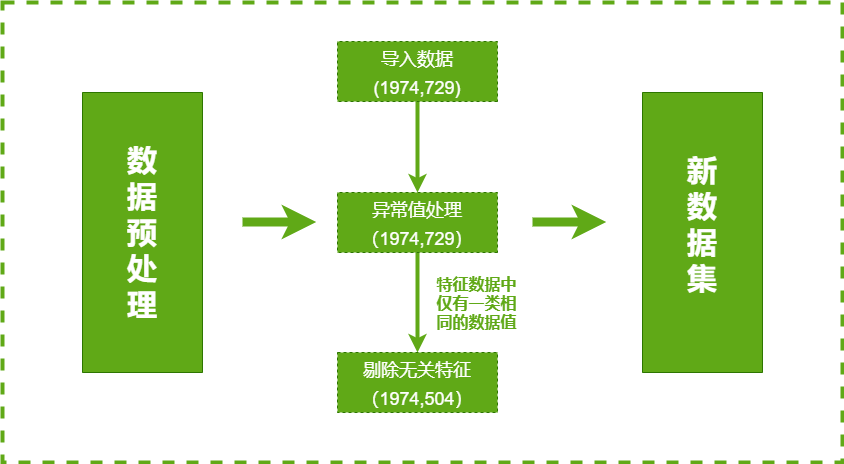 数据预处理
导入数据
(1974,729)
异常值处理
（1974,729）
特征数据中
仅有一类相
同的数据值
剔除无关特征
（1974,504）
新数据集